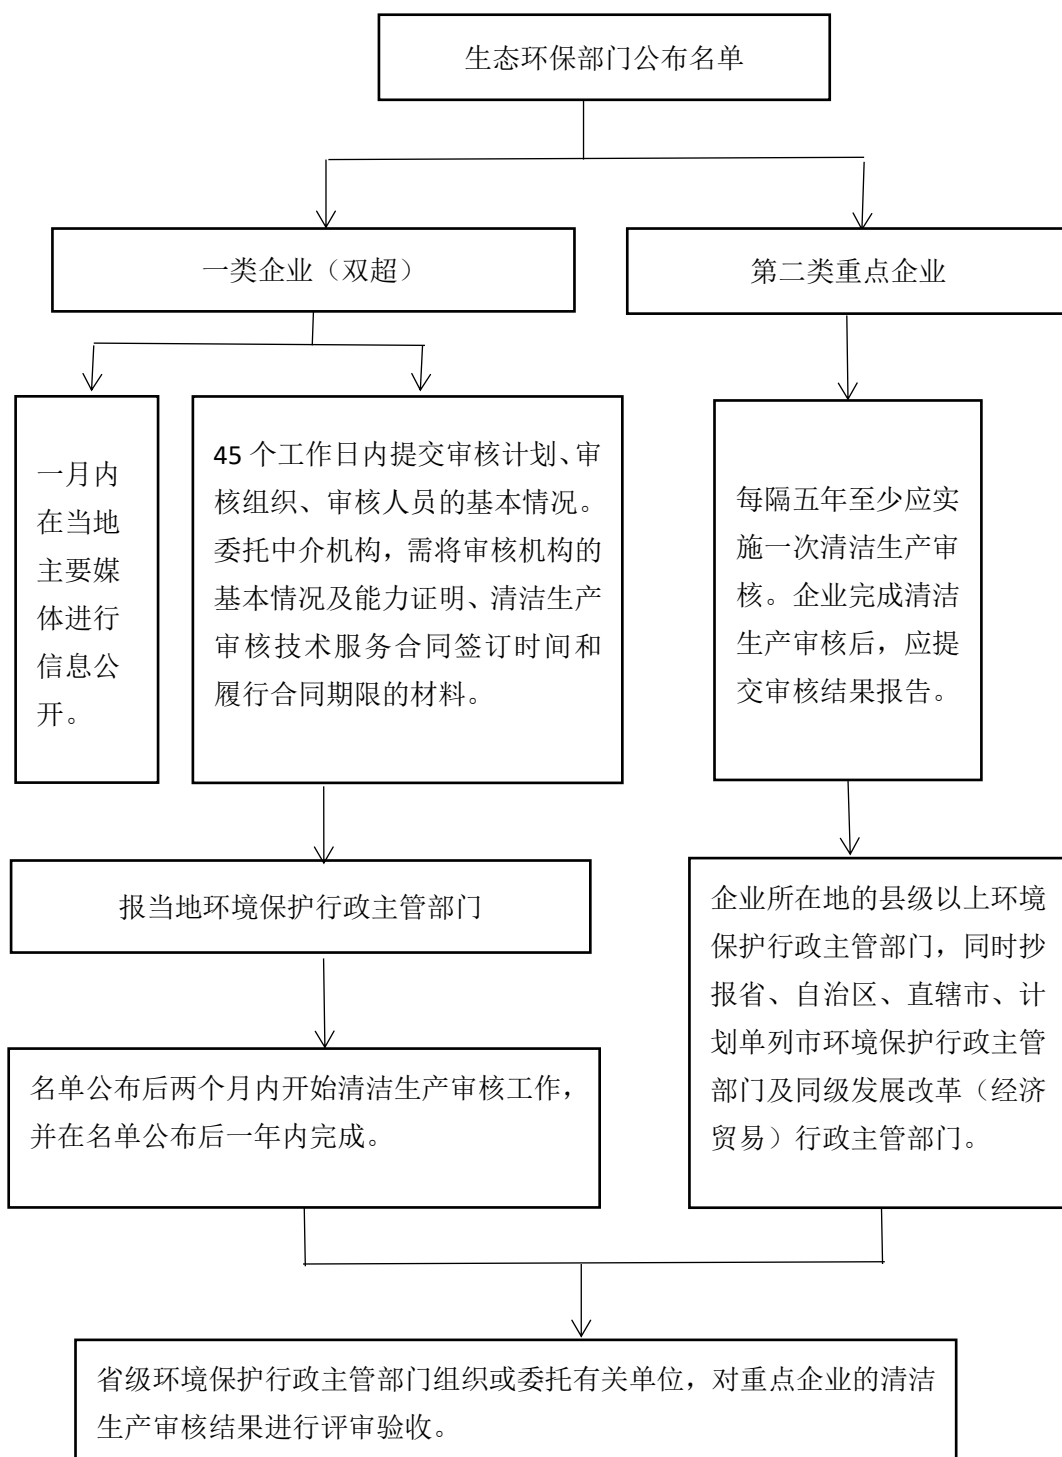 生态环保部门公布名单
一类企业（双超）
第二类重点企业
一月内
在当地
主要媒
体进行
信息公
开。
45 个工作日内提交审核计划、审
核组织、审核人员的基本情况。
委托中介机构，需将审核机构的
基本情况及能力证明、清洁生产
审核技术服务合同签订时间和
履行合同期限的材料。
每隔五年至少应实
施一次清洁生产审
核。企业完成清洁
生产审核后，应提
交审核结果报告。
报当地环境保护行政主管部门
企业所在地的县级以上环境
保护行政主管部门，同时抄
报省、自治区、直辖市、计
划单列市环境保护行政主管
部门及同级发展改革（经济
贸易）行政主管部门。
名单公布后两个月内开始清洁生产审核工作，
并在名单公布后一年内完成。
省级环境保护行政主管部门组织或委托有关单位，对重点企业的清洁
生产审核结果进行评审验收。